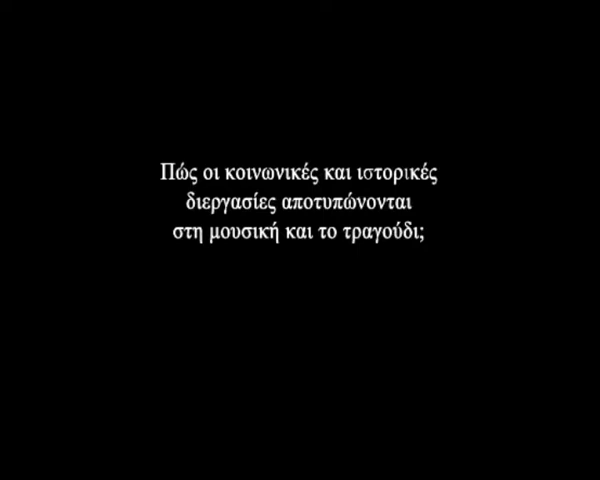 Πώς οι κοινωνικές και ιστορικές
διεργασίες αποτυπώνονται
στη μουσική και το τραγούδι;